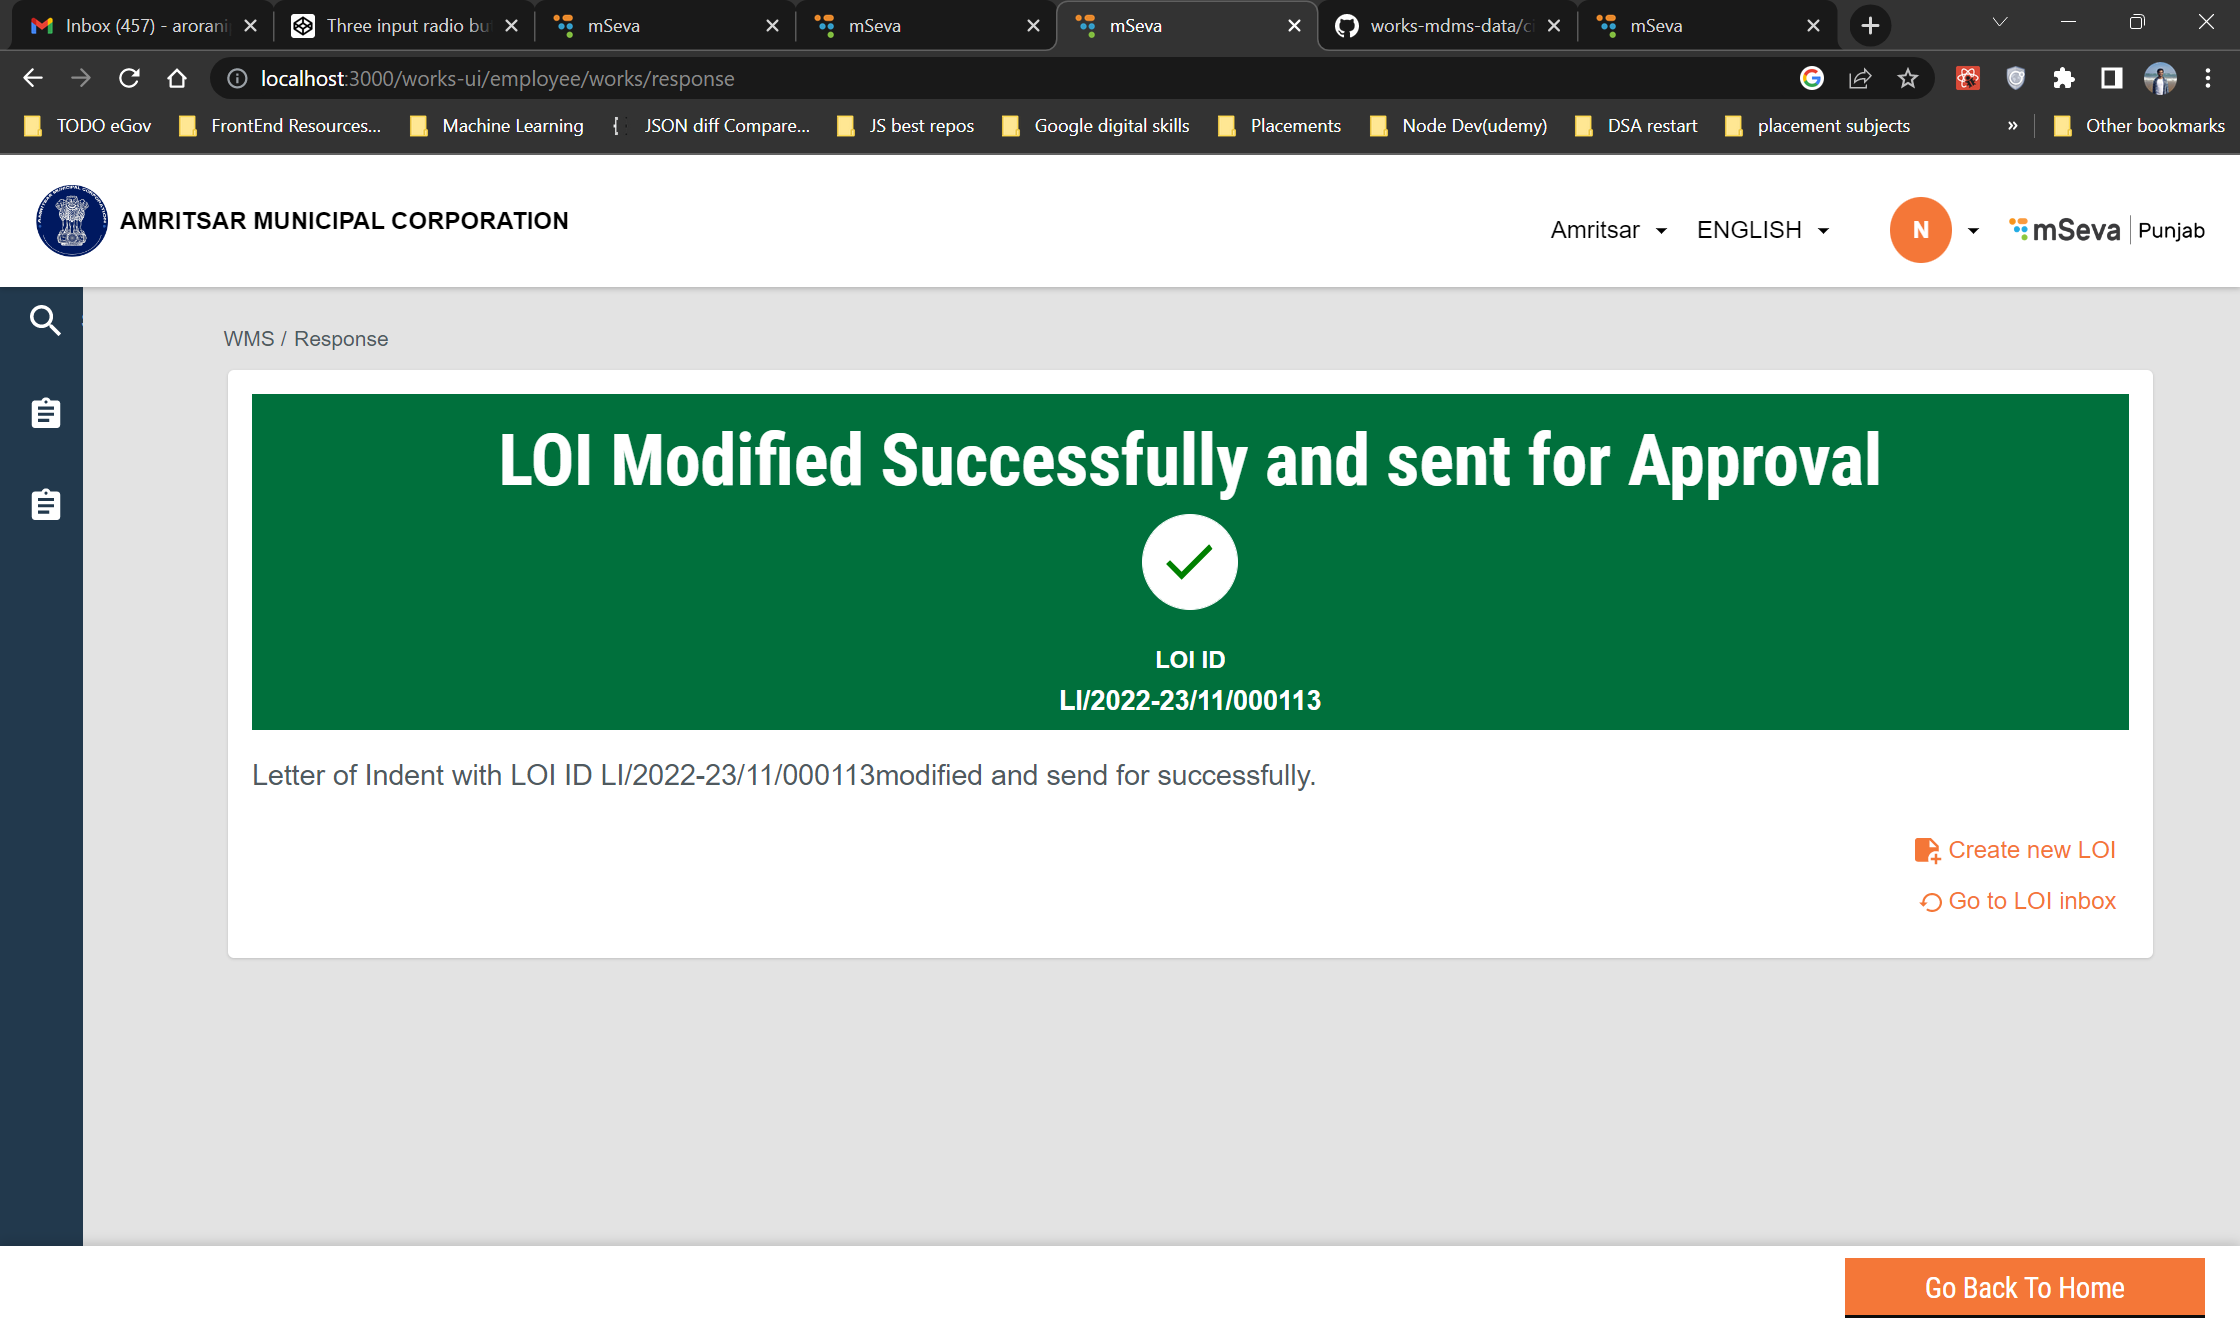 Inbox (457) - arorani
Three input radio bu
mSeva
mSeva
mSeva
works-mdms-data/c
mSeva
localhost:3000/works-ui/employee/works/response
TODO eGov
FrontEnd Resources...
Machine Learning
JSON diff Compare...
JS best repos
Google digital skills
Placements
Node Dev(udemy)
DSA restart
placement subjects
»
Other bookmarks
AMRITSAR MUNICIPAL CORPORATION
Amritsar
ENGLISH
N
mSeva
Punjab
WMS / Response
LOI Modified Successfully and sent for Approval
LOI ID
LI/2022-23/11/000113
Letter of Indent with LOI ID LI/2022-23/11/000113modified and send for successfully.
Create new LOI
Go to LOI inbox
Go Back To Home